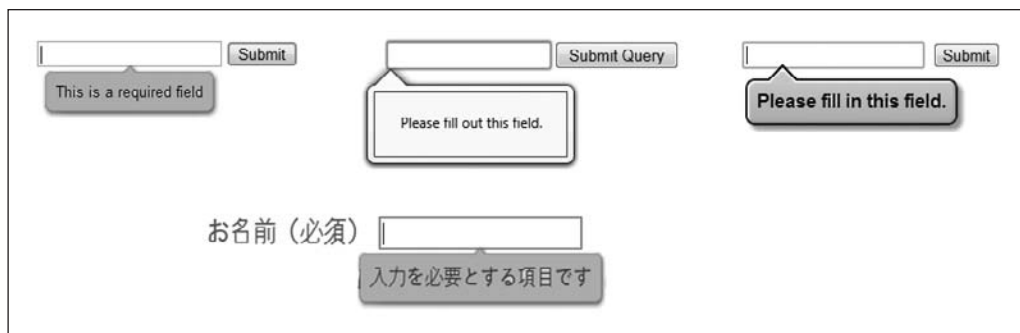 Submit
This is a required field
Submit Query
Please fill out this field.
Submit
Please fill in this field.
お名前（必須）
入力を必要とする項目です